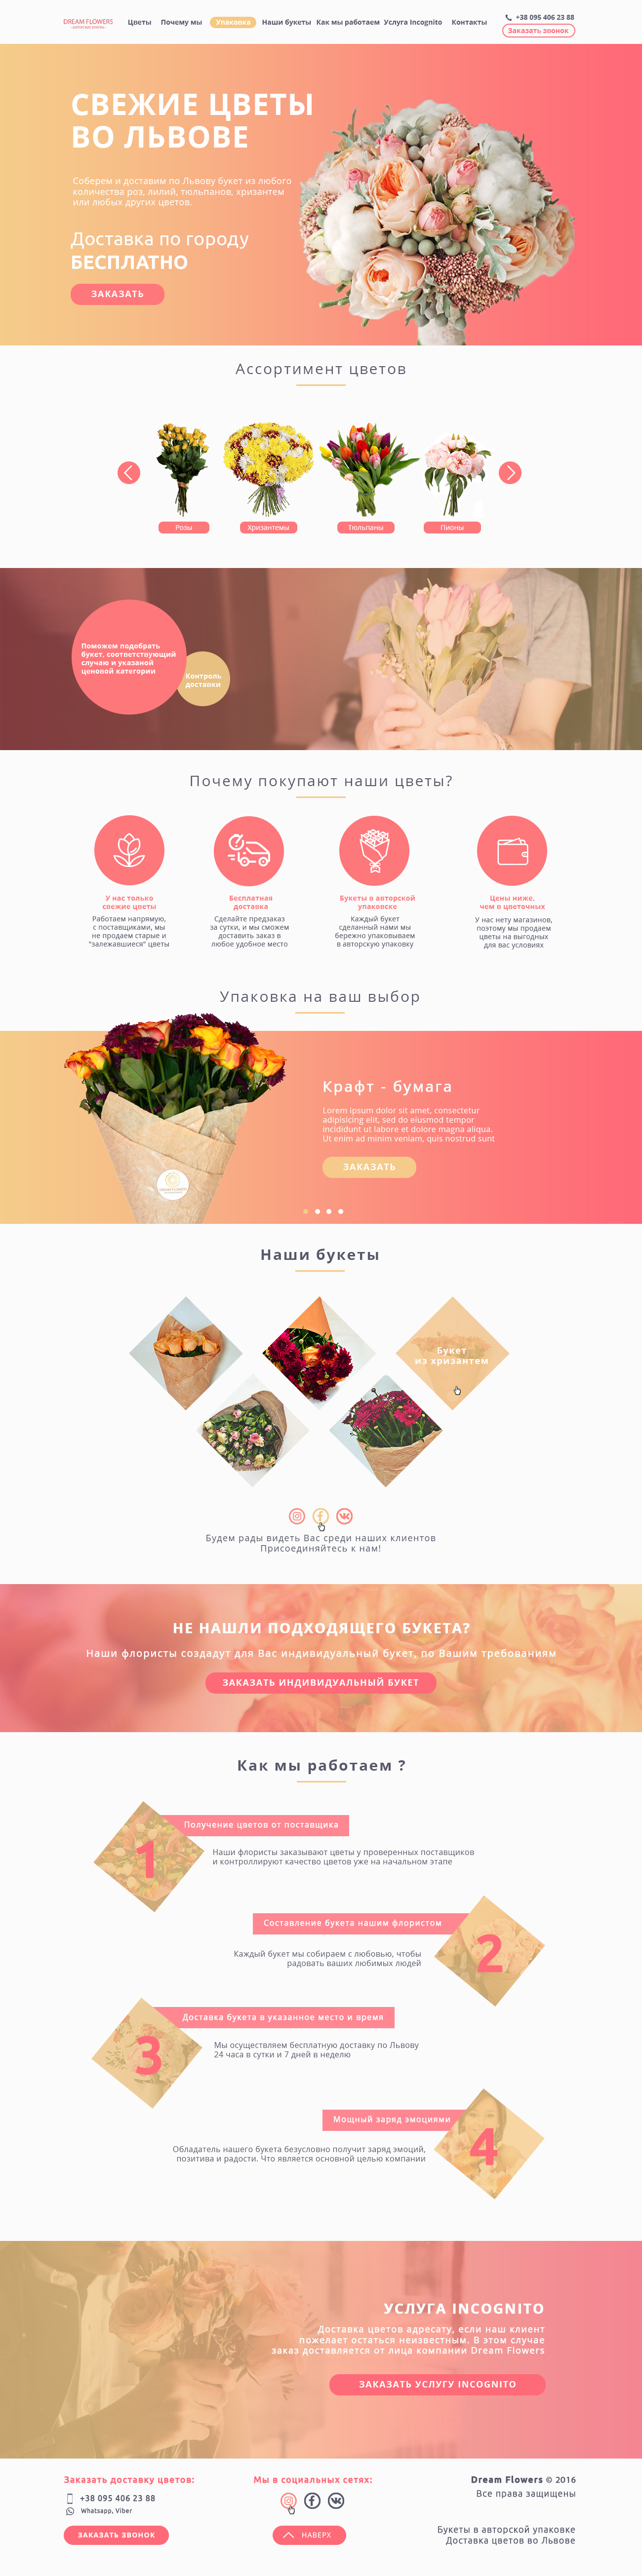 DREAM FLOWERS
Цветы
Почему мы
Упаковка
Наши букеты
Как мы работаем
Услуга Incognito
Контакты
+38 095 406 23 88
Заказать звонок
СВЕЖИЕ ЦВЕТЫ
ВО ЛЬВОВЕ
Соберем и доставим по Львову букет из любого
количества роз, лилий, тюльпанов, хризантем
или любых других цветов.
Доставка по городу
БЕСПЛАТНО
ЗАКАЗАТЬ
Ассортимент цветов
Розы
Хризантемы
Тюльпаны
Пионы
Поможем подобрать
букет, соответствующий
случаю и указаной
ценовой категории
Контроль
доставки
Почему покупают наши цветы?
У нас только
свежие цветы
Работаем напрямую,
с поставщиками, мы
не продаем старые и
"залежавшиеся" цветы
Бесплатная
доставка
Сделайте предзаказ
за сутки, и мы сможем
доставить заказ в
любое удобное место
Букеты в авторской
упаковске
Каждый букет
сделанный нами мы
бережно упаковываем
в авторскую упаковку
Цены ниже,
чем в цветочных
У нас нету магазинов,
поэтому мы продаем
цветы на выгодных
для вас условиях
Упаковка на ваш выбор
Крафт - бумага
Lorem ipsum dolor sit amet, consectetur
adipisicing elit, sed do eiusmod tempor
incididunt ut labore et dolore magna aliqua.
Ut enim ad minim veniam, quis nostrud sunt
ЗАКАЗАТЬ
Наши букеты
Букет
из хризантем
Будем рады видеть Вас среди наших клиентов
Присоединяйтесь к нам!
НЕ НАШЛИ ПОДХОДЯЩЕГО БУКЕТА?
Наши флористы создадут для Вас индивидуальный букет, по Вашим требованиям
ЗАКАЗАТЬ ИНДИВИДУАЛЬНЫЙ БУКЕТ
Как мы работаем ?
1
Получение цветов от поставщика
Наши флористы заказывают цветы у проверенных поставщиков
и контроллируют качество цветов уже на начальном этапе
Составление букета нашим флористом
2
Каждый букет мы собираем с любовью, чтобы
радовать ваших любимых людей
3
Доставка букета в указанное место и время
Мы осуществляем бесплатную доставку по Львову
24 часа в сутки и 7 дней в неделю
Мощный заряд эмоциями
4
Обладатель нашего букета безусловно получит заряд эмоций,
позитива и радости. Что является основной целью компании
УСЛУГА INCOGNITO
Доставка цветов адресату, если наш клиент
пожелает остаться неизвестным. В этом случае
заказ доставляется от лица компании Dream Flowers
ЗАКАЗАТЬ УСЛУГУ INCOGNITO
Заказать доставку цветов:
+38 095 406 23 88
Whatsapp, Viber
ЗАКАЗАТЬ ЗВОНОК
Мы в социальных сетях:
НАВЕРХ
Dream Flowers © 2016
Все права защищены
Букеты в авторской упаковке
Доставка цветов во Львове